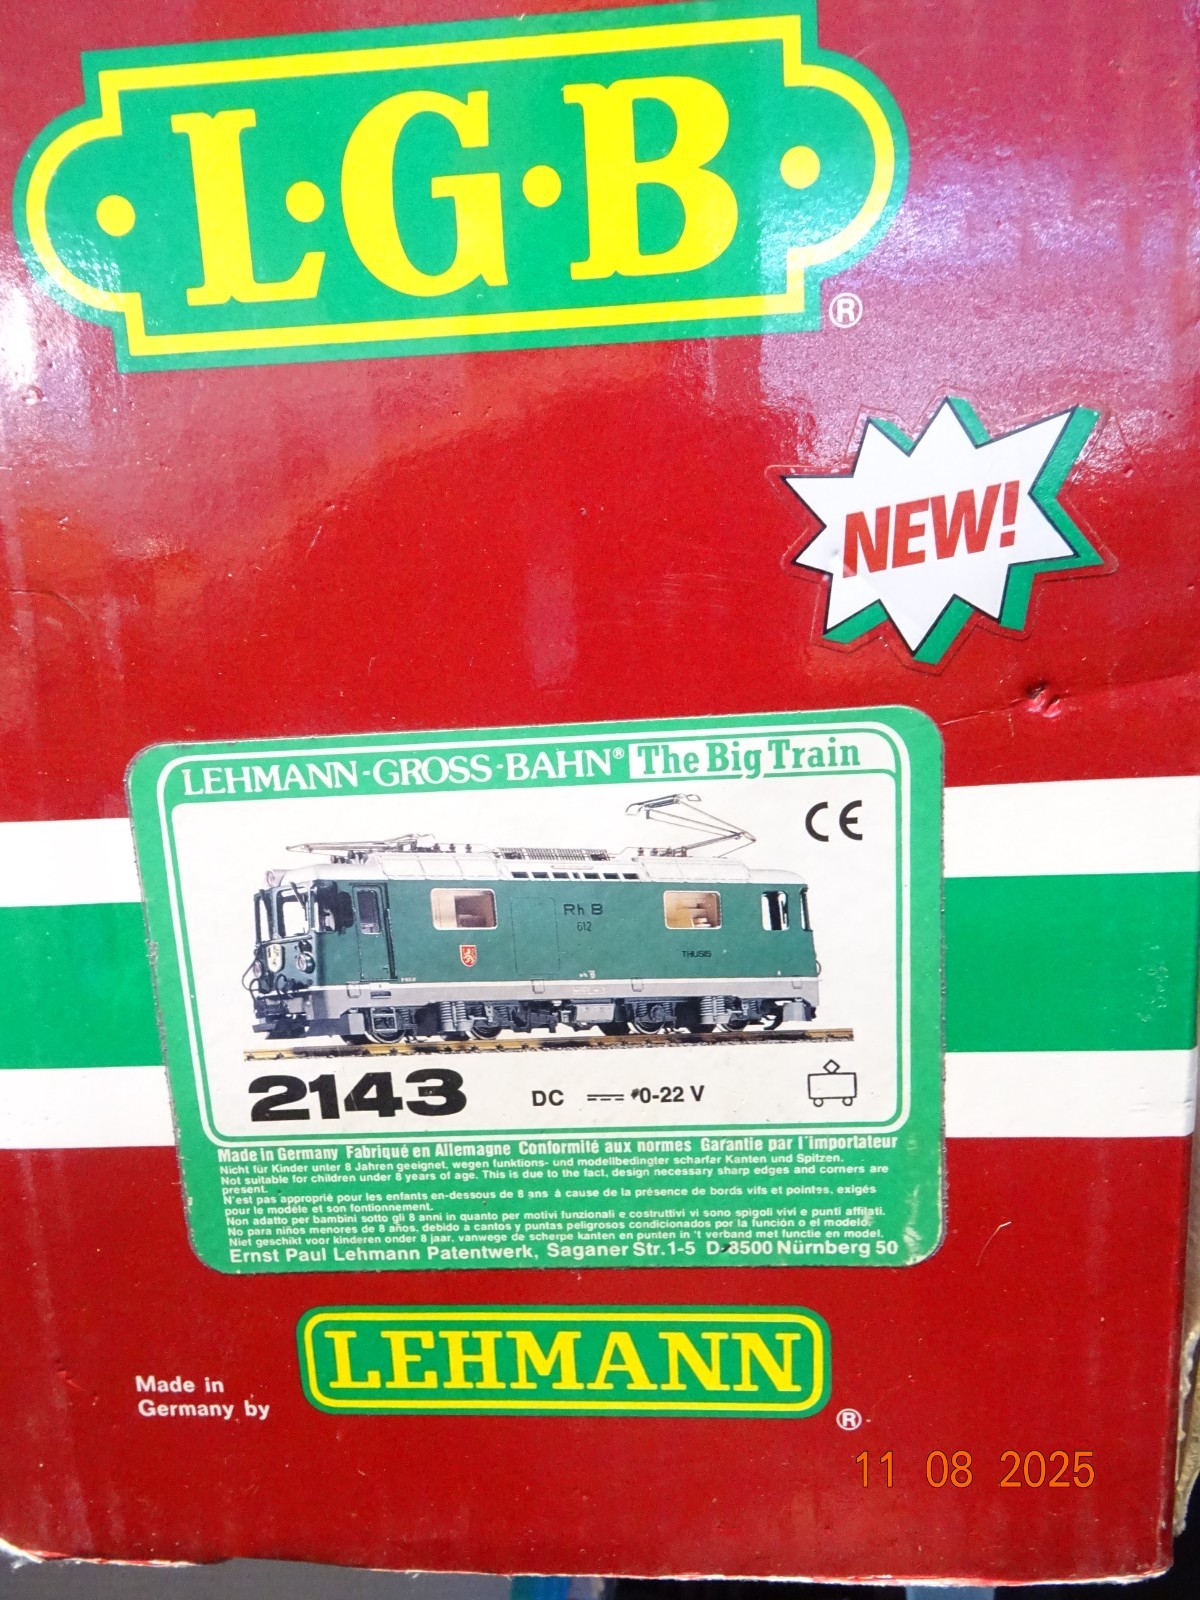 L·G·B
®
NEW!
LEHMANN-GROSS-BAHN® The Big Train
CE
Rh B
612
THUSIS
2143
DC 0-22 V
Made in Germany Fabriqué en Allemagne Conformité aux normes Garantie par l'importateur
Nicht für Kinder unter 8 Jahren geeignet, wegen funktions- und modellbedingter scharfer Kanten und Spitzen.
Not suitable for children under 8 years of age. This is due to the fact, design necessary sharp edges and corners are
present.
N'est pas approprié pour les enfants en-dessous de 8 ans à cause de la présence de bords vifs et pointes, exigés
pour le modèle et son fontionnement.
Non adatto per bambini sotto gli 8 anni in quanto per motivi funzionali e costruttivi vi sono spigoli vivi e punti affilati.
No para niños menores de 8 años, debido a cantos y puntas peligrosos condicionados por la función o el modelo.
Niet geschikt voor kinderen onder 8 jaar, vanwege de scherpe kanten en punten in 't verband met functie en model.
Ernst Paul Lehmann Patentwerk, Saganer Str. 1-5 D-8500 Nürnberg 50
LEHMANN
®
Made in
Germany by
11 08 2025